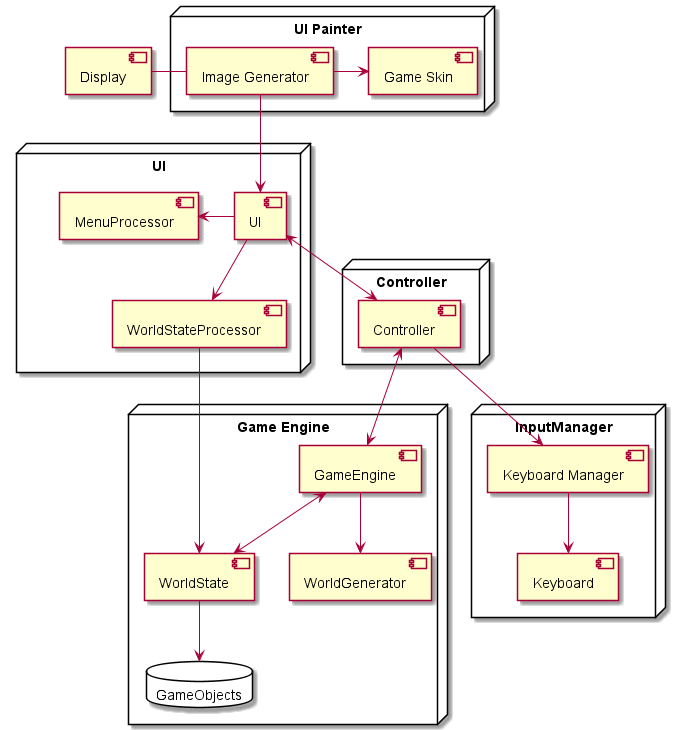 UI Painter
Display
Image Generator
Game Skin
UI
MenuProcessor
UI
Controller
WorldStateProcessor
Controller
Game Engine
InputManager
GameEngine
Keyboard Manager
WorldState
WorldGenerator
Keyboard
GameObjects